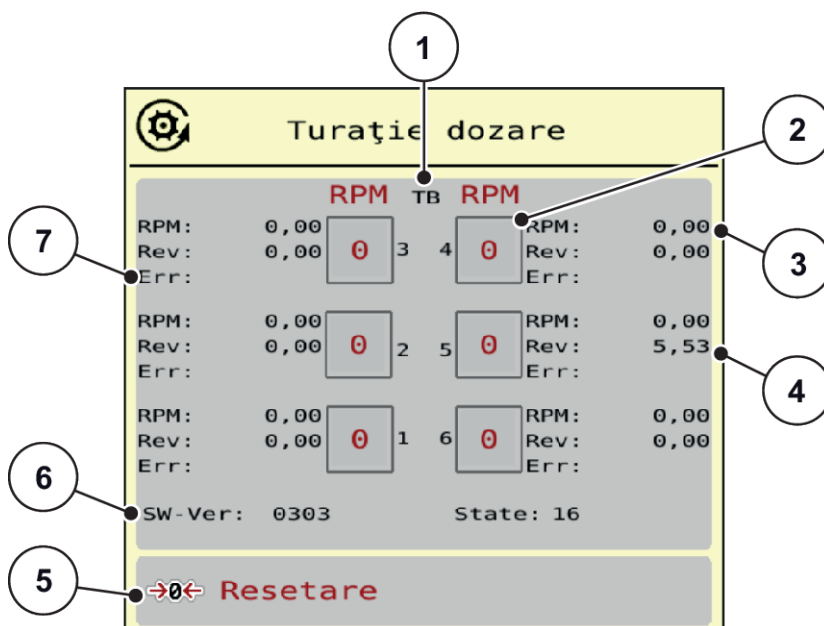 1
Turaţie dozare
2
RPM TB RPM
RPM: 0,00 RPM: 0,00
7 Rev: 0,00 0 3 4 0 Rev: 0,00 3
Err: Err:
RPM: 0,00 RPM: 0,00
Rev: 0,00 0 2 5 0 Rev: 5,53
Err: Err:
4
RPM: 0,00 RPM: 0,00
Rev: 0,00 0 1 6 0 Rev: 0,00
Err: Err:
6
SW-Ver: 0303 State: 16
5 →0← Resetare